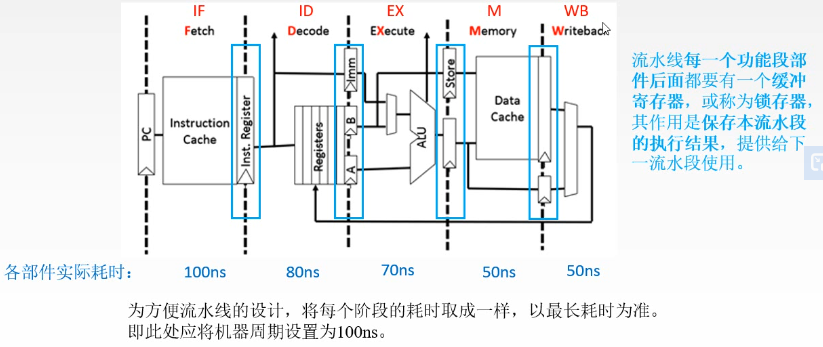 IF ID EX M WB
Fetch Decode EXecute Memory Writeback
PC
Instruction
Cache
Inst. Register
Registers
Imm
B
A
ALU
Store
Data
Cache
流水线每一个功能段部
件后面都要有一个缓冲
寄存器，或称为锁存器，
其作用是保存本流水段
的执行结果，提供给下
一流水段使用。
各部件实际耗时： 100ns 80ns 70ns 50ns 50ns
为方便流水线的设计，将每个阶段的耗时取成一样，以最长耗时为准。
即此处应将机器周期设置为100ns。